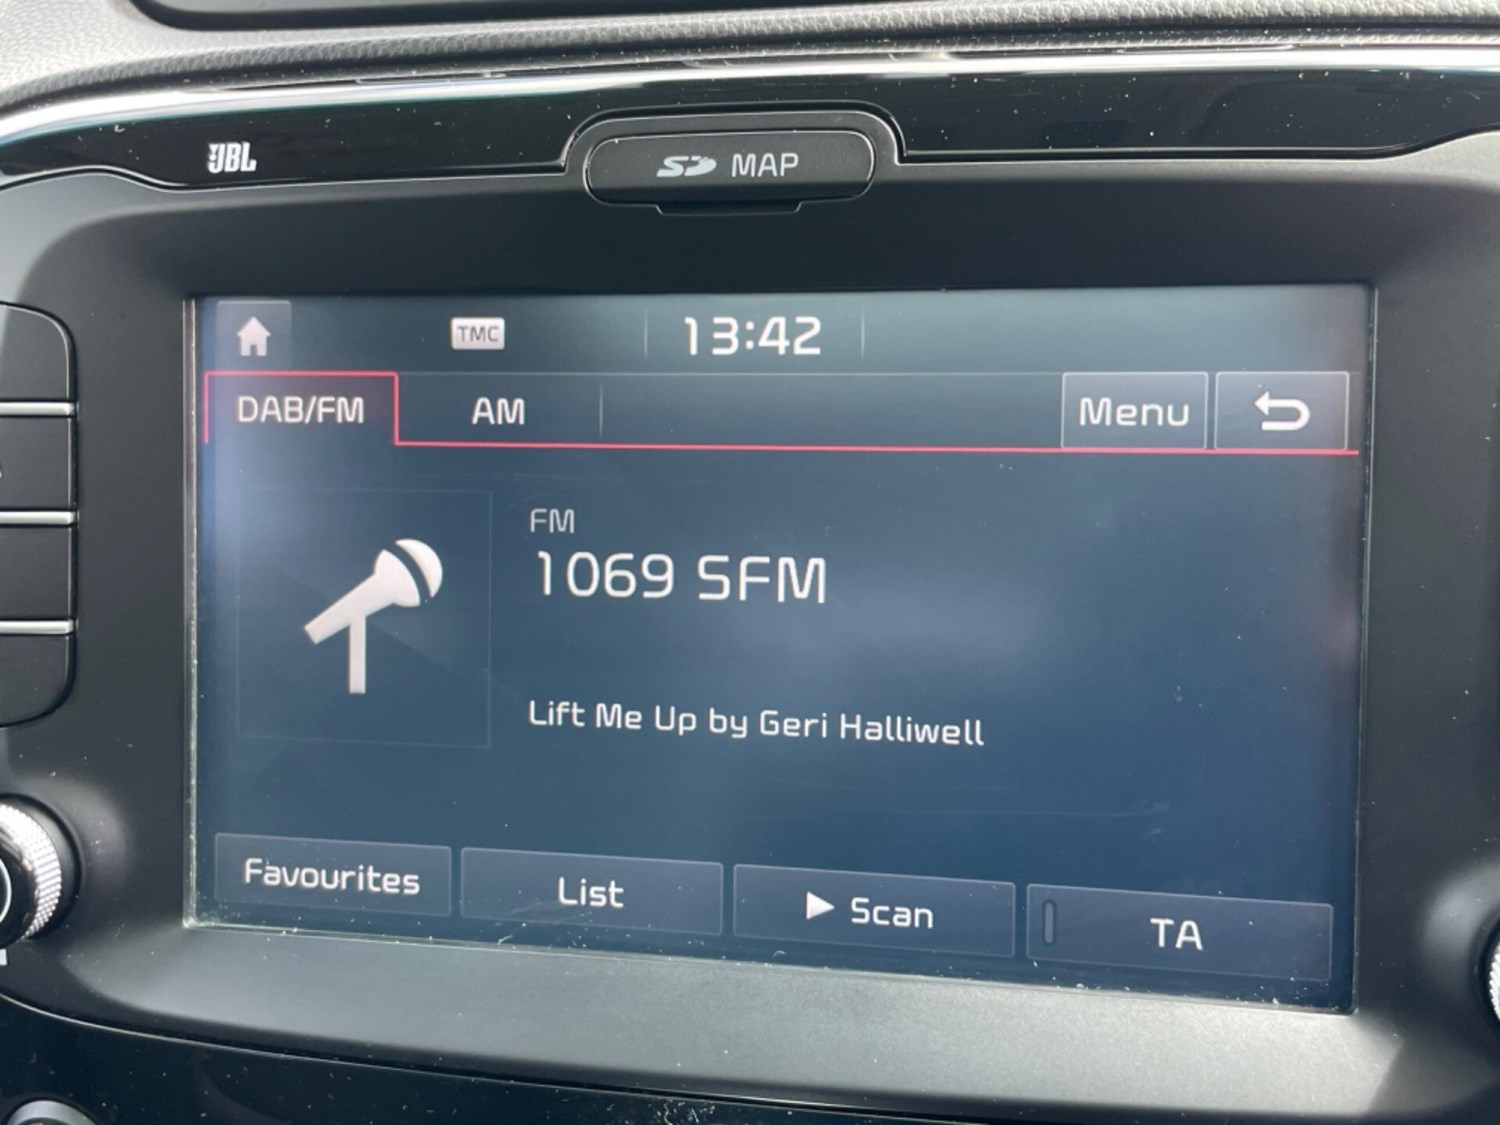 JBL
SD MAP
TMC
13:42
DAB/FM
AM
Menu
FM
1069 SFM
Lift Me Up by Geri Halliwell
Favourites
List
Scan
TA